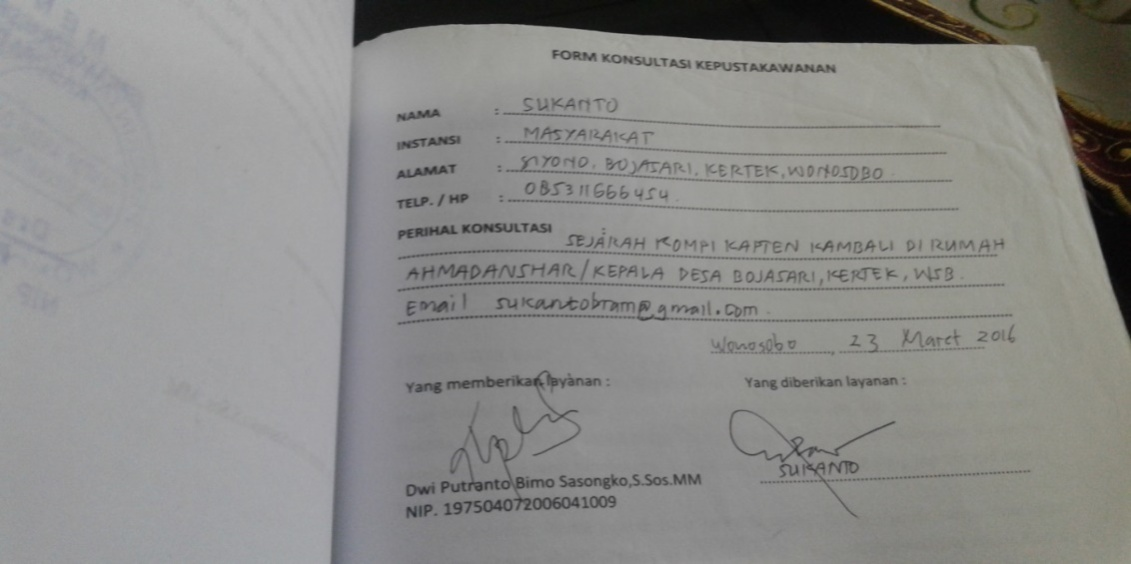 FORM KONSULTASI KEPUSTAKAWANAN
NAMA : SUKANTO
INSTANSI : MASYARAKAT
ALAMAT : SIYONO, BOJASARI, KERTEK, WONOSOBO
TELP. / HP : 085311666454
PERIHAL KONSULTASI :
SEJARAH KOMPI KAPTEN KAMBALI DI RUMAH
AHMADANSHAR/KEPALA DESA BOJASARI, KERTEK, WSB.
Email sukantobram@gmail.com
Wonosobo, 23 Maret 2016
Yang memberikan layanan : Yang diberikan layanan :
SUKANTO
Dwi Putranto Bimo Sasongko,S.Sos.MM
NIP. 197504072006041009
NIP